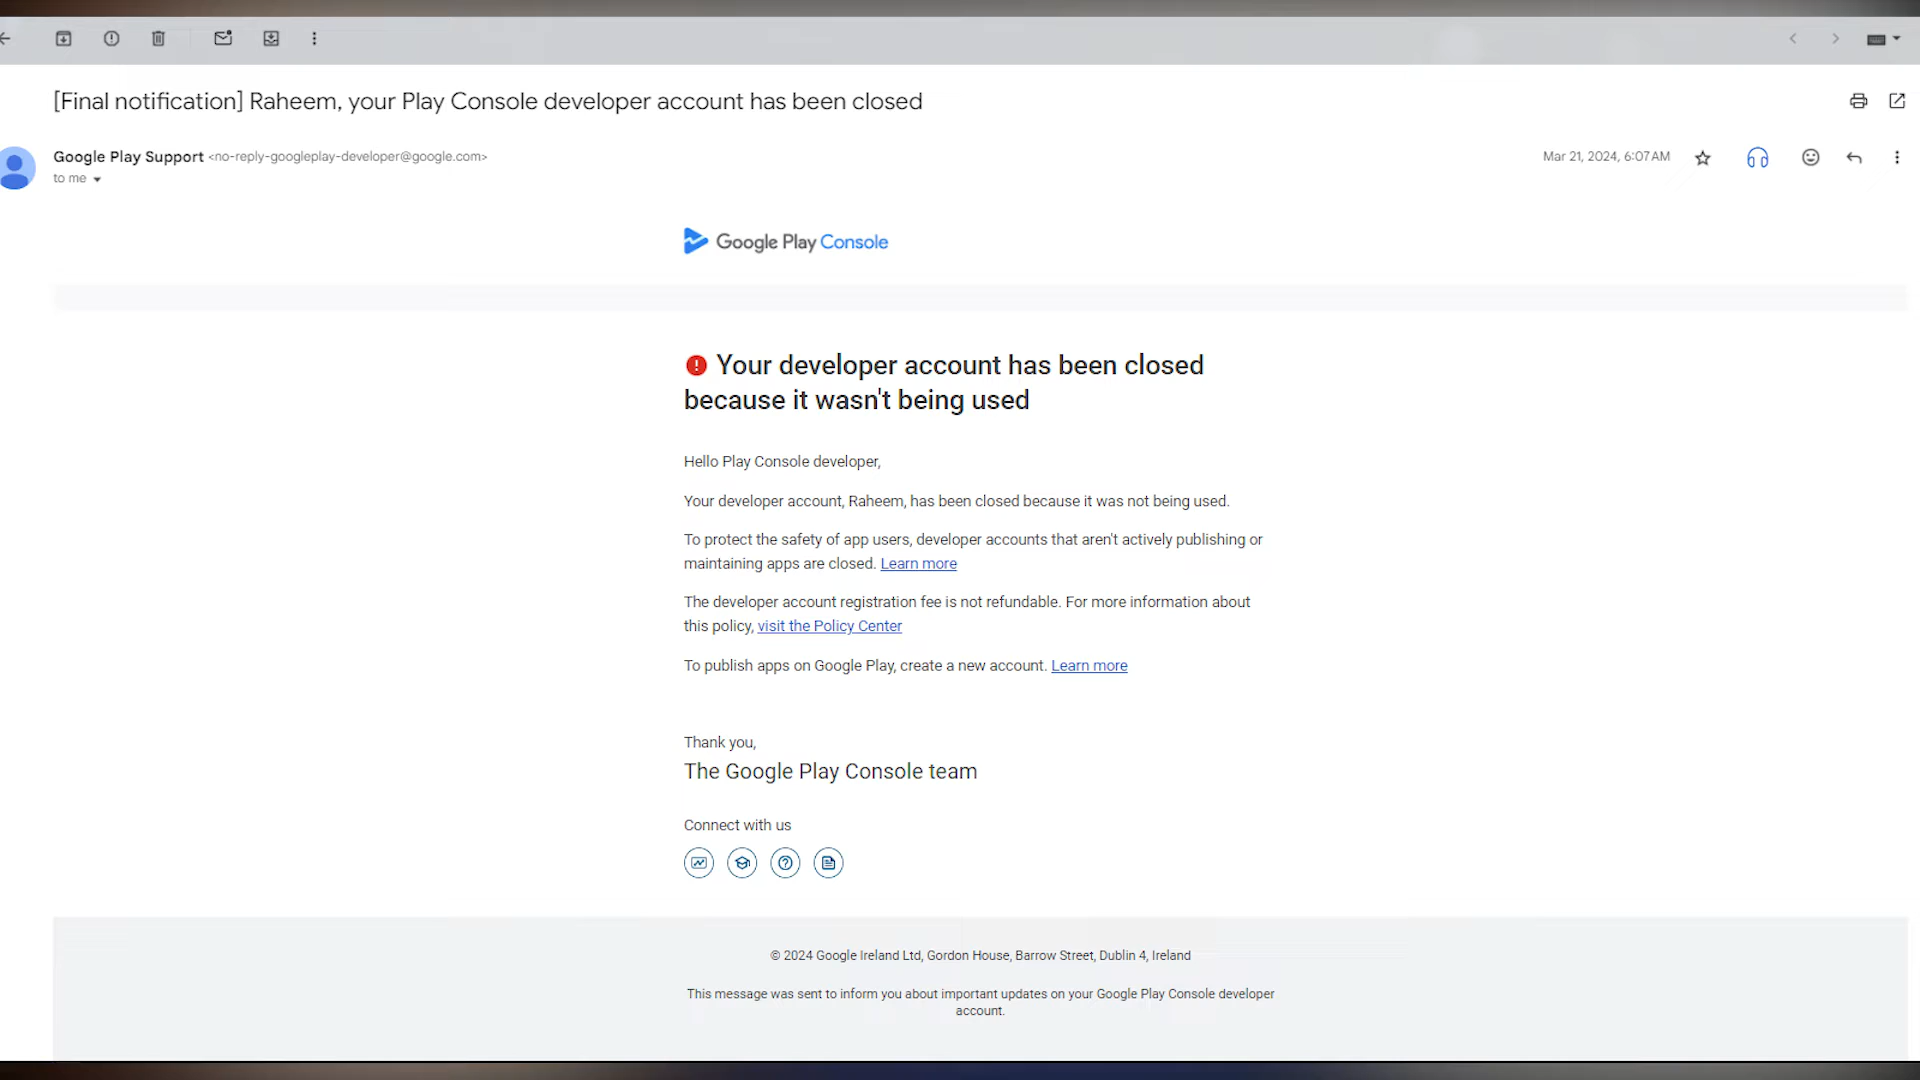 [Final notification] Raheem, your Play Console developer account has been closed
Google Play Support <no-reply-googleplay-developer@google.com>
Mar 21, 2024, 6:07 AM
to me
Google Play Console
Your developer account has been closed
because it wasn't being used
Hello Play Console developer,
Your developer account, Raheem, has been closed because it was not being used.
To protect the safety of app users, developer accounts that aren't actively publishing or
maintaining apps are closed. Learn more
The developer account registration fee is not refundable. For more information about
this policy, visit the Policy Center
To publish apps on Google Play, create a new account. Learn more
Thank you,
The Google Play Console team
Connect with us
© 2024 Google Ireland Ltd, Gordon House, Barrow Street, Dublin 4, Ireland
This message was sent to inform you about important updates on your Google Play Console developer
account.